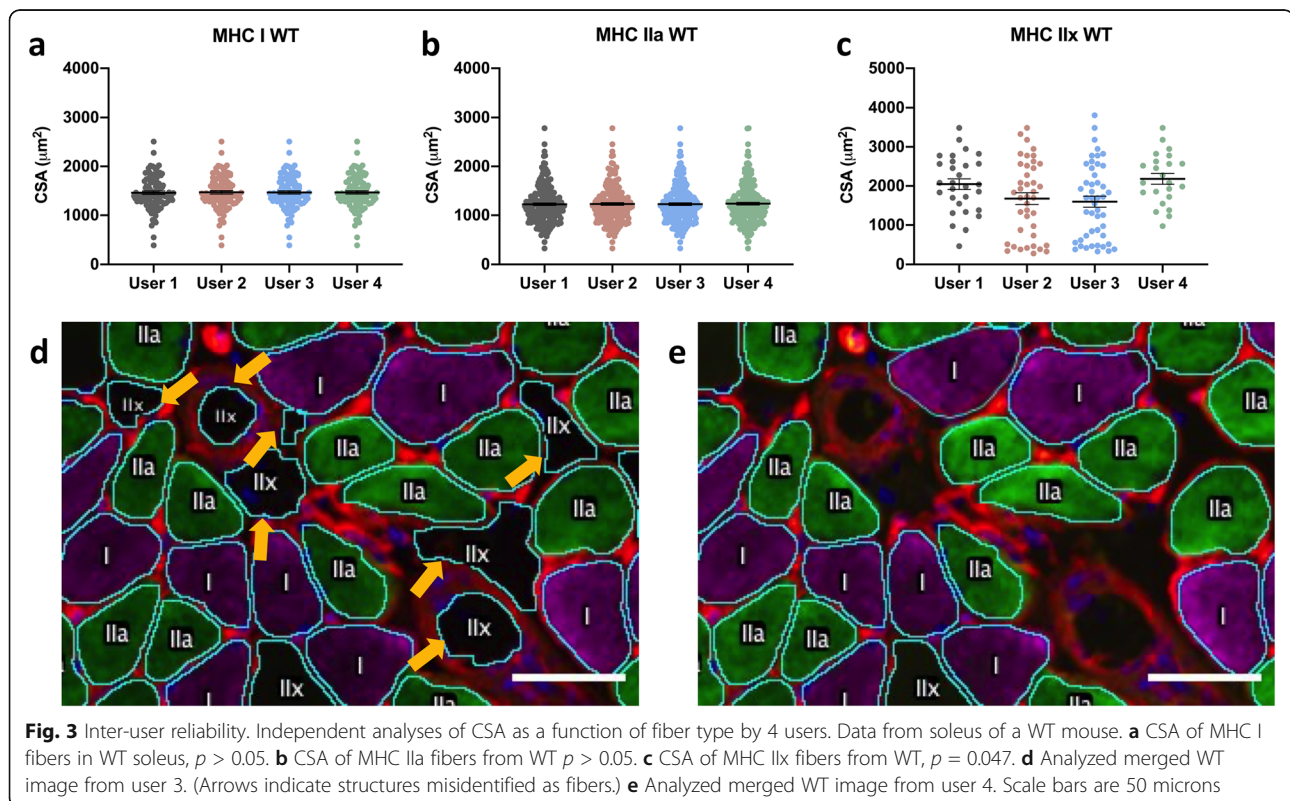 a
MHC I WT
CSA (µm²)
4000
3000
2000
1000
0
User 1 User 2 User 3 User 4
b
MHC IIa WT
CSA (µm²)
4000
3000
2000
1000
0
User 1 User 2 User 3 User 4
c
MHC IIx WT
CSA (µm²)
5000
4000
3000
2000
1000
0
User 1 User 2 User 3 User 4
d
IIa
IIa
I
I
IIx
IIx
IIa
IIx
IIa
IIa
IIa
IIx
IIa
IIa
IIa
IIx
I
I
I
IIa
IIx
I
IIa
IIa
I
I
IIx
IIa
e
IIa
IIa
I
I
IIa
IIa
IIa
IIa
IIa
IIa
IIa
I
I
I
IIa
I
IIa
IIa
I
I
IIx
IIa
Fig. 3 Inter-user reliability. Independent analyses of CSA as a function of fiber type by 4 users. Data from soleus of a WT mouse. a CSA of MHC I
fibers in WT soleus, p > 0.05. b CSA of MHC IIa fibers from WT p > 0.05. c CSA of MHC IIx fibers from WT, p = 0.047. d Analyzed merged WT
image from user 3. (Arrows indicate structures misidentified as fibers.) e Analyzed merged WT image from user 4. Scale bars are 50 microns